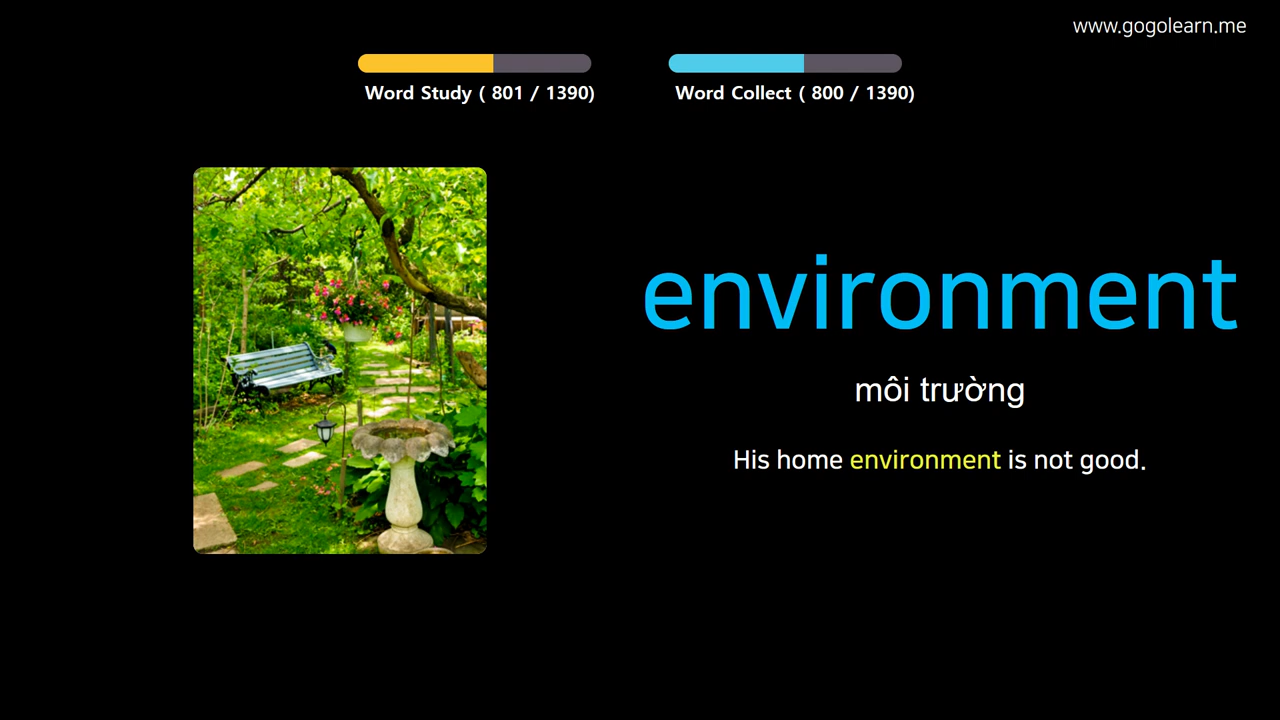 www.gogolearn.me
Word Study ( 801 / 1390)
Word Collect ( 800 / 1390)
environment
môi trường
His home environment is not good.